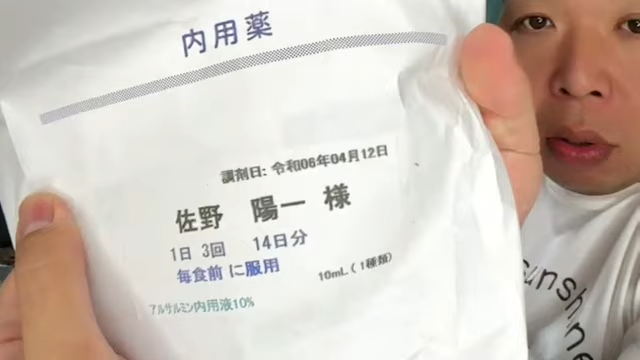 内用薬
調剤日: 令和06年04月12日
佐野 陽一 様
1日 3回 14日分
毎食前 に服用
10mL ( 1種類)
アルサルミン内用液10%
sunshine